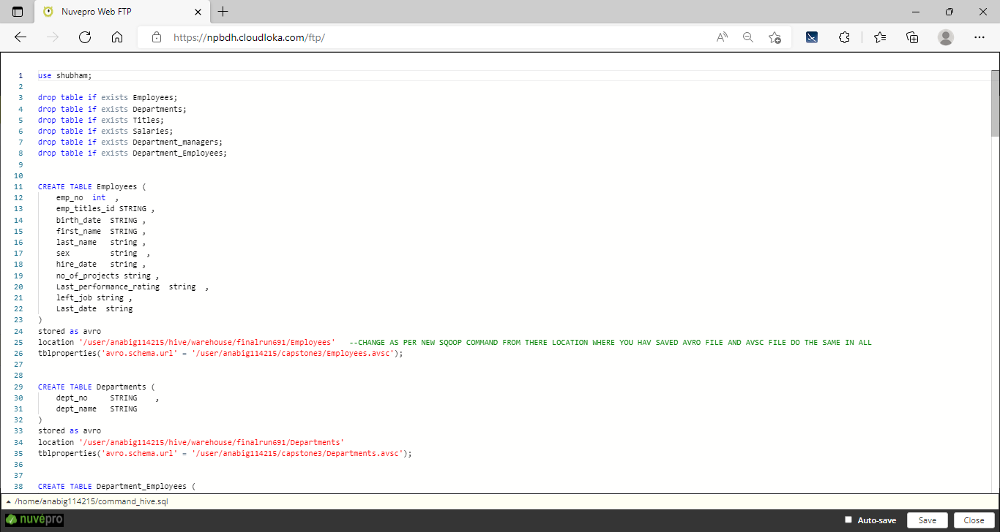 Nuvepro Web FTP
https://npbdh.cloudloka.com/ftp/
1 use shubham;
2
3 drop table if exists Employees;
4 drop table if exists Departments;
5 drop table if exists Titles;
6 drop table if exists Salaries;
7 drop table if exists Department_managers;
8 drop table if exists Department_Employees;
9
10
11 CREATE TABLE Employees (
12 emp_no int ,
13 emp_titles_id STRING ,
14 birth_date STRING ,
15 first_name STRING ,
16 last_name string ,
17 sex string ,
18 hire_date string ,
19 no_of_projects string ,
20 Last_performance_rating string ,
21 left_job string ,
22 Last_date string
23 )
24 stored as avro
25 location '/user/anabig114215/hive/warehouse/finalrun691/Employees' --CHANGE AS PER NEW SQOOP COMMAND FROM THERE LOCATION WHERE YOU HAV SAVED AVRO FILE AND AVSC FILE DO THE SAME IN ALL
26 tblproperties('avro.schema.url' = '/user/anabig114215/capstone3/Employees.avsc');
27
28
29 CREATE TABLE Departments (
30 dept_no STRING ,
31 dept_name STRING
32 )
33 stored as avro
34 location '/user/anabig114215/hive/warehouse/finalrun691/Departments'
35 tblproperties('avro.schema.url' = '/user/anabig114215/capstone3/Departments.avsc');
36
37
38 CREATE TABLE Department_Employees (
/home/anabig114215/command_hive.sql
nuvépro
Auto-save
Save
Close